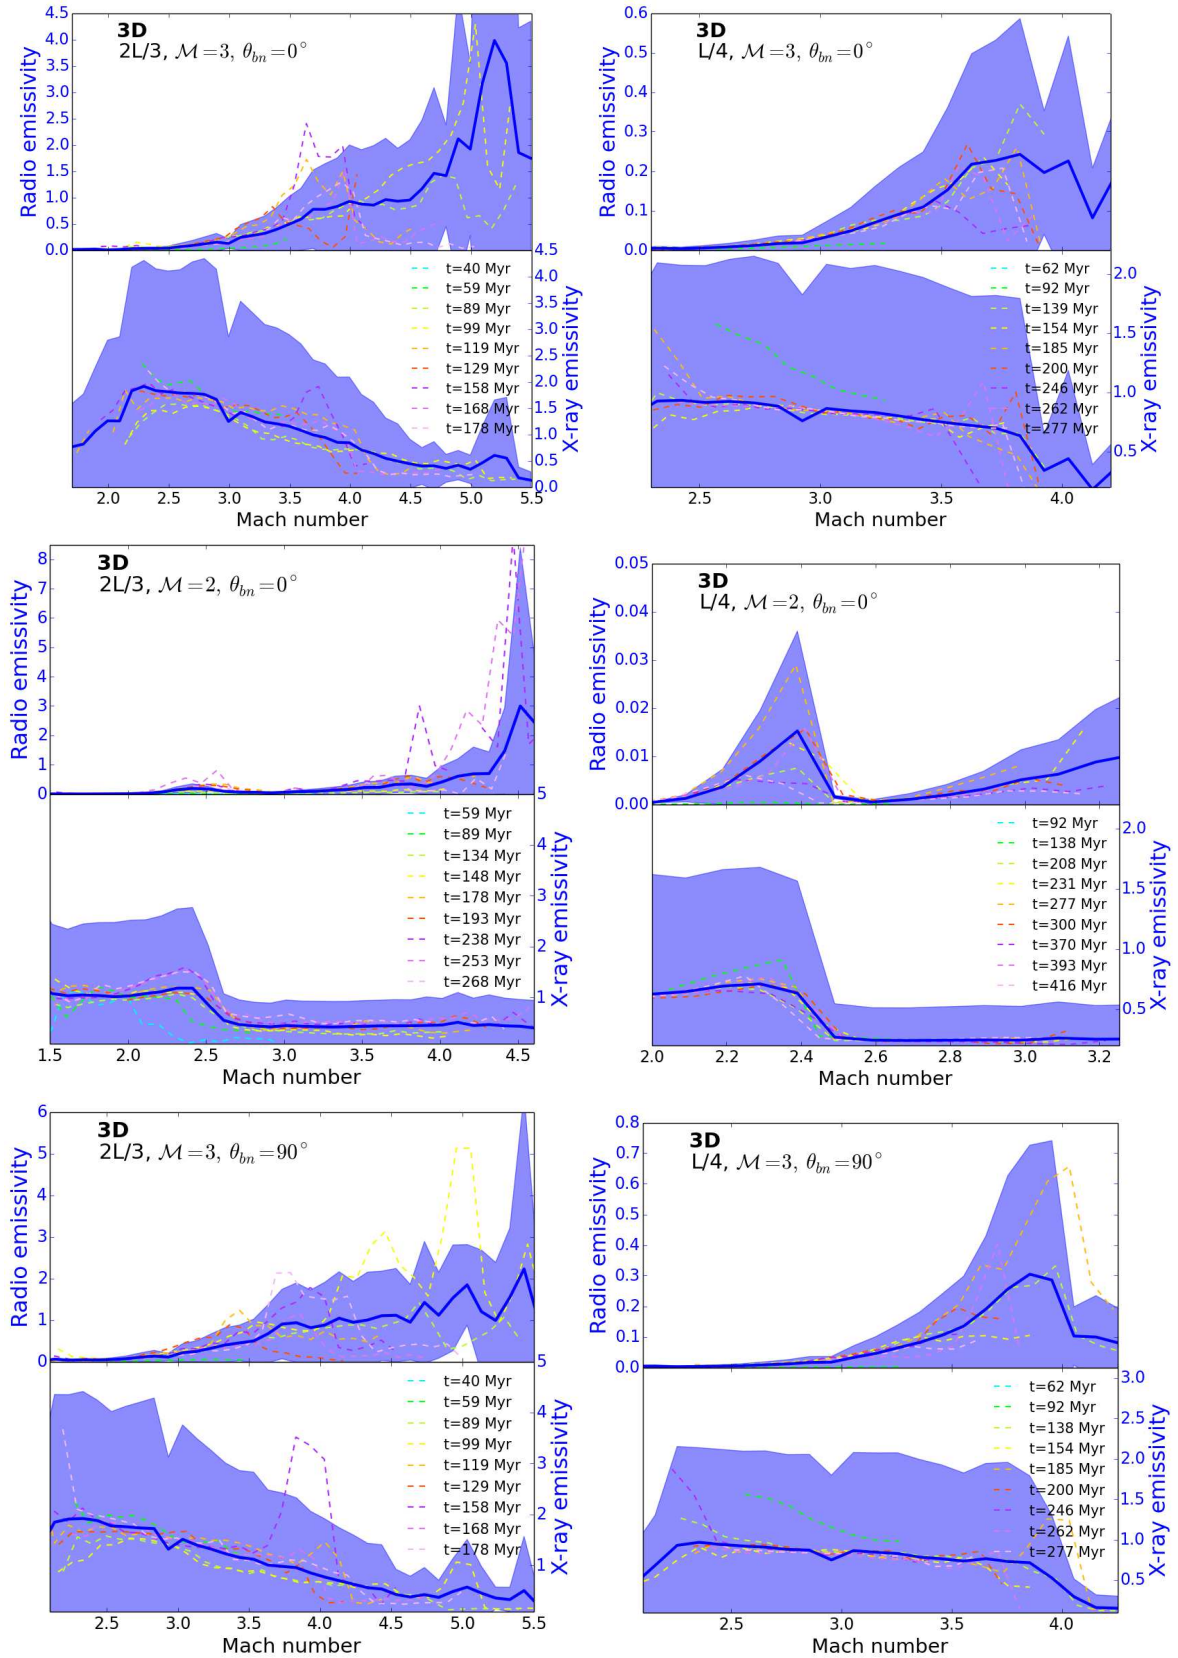 3D
2L/3, ℳ=3, θbn=0°
Radio emissivity
4.5
4.0
3.5
3.0
2.5
2.0
1.5
1.0
0.5
0.0
t=40 Myr
t=59 Myr
t=89 Myr
t=99 Myr
t=119 Myr
t=129 Myr
t=158 Myr
t=168 Myr
t=178 Myr
4.5
4.0
3.5
3.0
2.5
2.0
1.5
1.0
0.5
0.0
X-ray emissivity
2.0 2.5 3.0 3.5 4.0 4.5 5.0 5.5
Mach number
3D
L/4, ℳ=3, θbn=0°
Radio emissivity
0.6
0.5
0.4
0.3
0.2
0.1
0.0
t=62 Myr
t=92 Myr
t=139 Myr
t=154 Myr
t=185 Myr
t=200 Myr
t=246 Myr
t=262 Myr
t=277 Myr
2.0
1.5
1.0
0.5
X-ray emissivity
2.5 3.0 3.5 4.0
Mach number
3D
2L/3, ℳ=2, θbn=0°
Radio emissivity
8
7
6
5
4
3
2
1
0
t=59 Myr
t=89 Myr
t=134 Myr
t=148 Myr
t=178 Myr
t=193 Myr
t=238 Myr
t=253 Myr
t=268 Myr
5
4
3
2
1
X-ray emissivity
1.5 2.0 2.5 3.0 3.5 4.0 4.5
Mach number
3D
L/4, ℳ=2, θbn=0°
Radio emissivity
0.05
0.04
0.03
0.02
0.01
0.00
t=92 Myr
t=138 Myr
t=208 Myr
t=231 Myr
t=277 Myr
t=300 Myr
t=370 Myr
t=393 Myr
t=416 Myr
2.0
1.5
1.0
0.5
X-ray emissivity
2.0 2.2 2.4 2.6 2.8 3.0 3.2
Mach number
3D
2L/3, ℳ=3, θbn=90°
Radio emissivity
6
5
4
3
2
1
0
t=40 Myr
t=59 Myr
t=89 Myr
t=99 Myr
t=119 Myr
t=129 Myr
t=158 Myr
t=168 Myr
t=178 Myr
5
4
3
2
1
X-ray emissivity
2.5 3.0 3.5 4.0 4.5 5.0 5.5
Mach number
3D
L/4, ℳ=3, θbn=90°
Radio emissivity
0.8
0.7
0.6
0.5
0.4
0.3
0.2
0.1
0.0
t=62 Myr
t=92 Myr
t=138 Myr
t=154 Myr
t=185 Myr
t=200 Myr
t=246 Myr
t=262 Myr
t=277 Myr
3.0
2.5
2.0
1.5
1.0
0.5
X-ray emissivity
2.5 3.0 3.5 4.0
Mach number